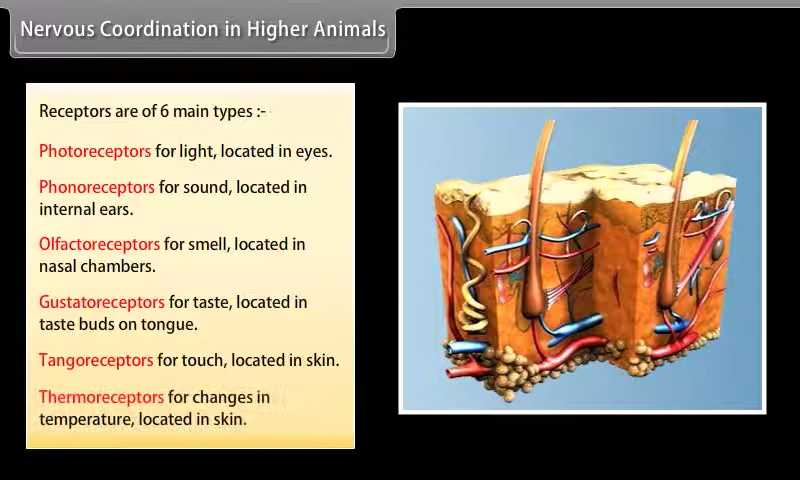 Nervous Coordination in Higher Animals
Receptors are of 6 main types :-
Photoreceptors for light, located in eyes.
Phonoreceptors for sound, located in
internal ears.
Olfactoreceptors for smell, located in
nasal chambers.
Gustatoreceptors for taste, located in
taste buds on tongue.
Tangoreceptors for touch, located in skin.
Thermoreceptors for changes in
temperature, located in skin.